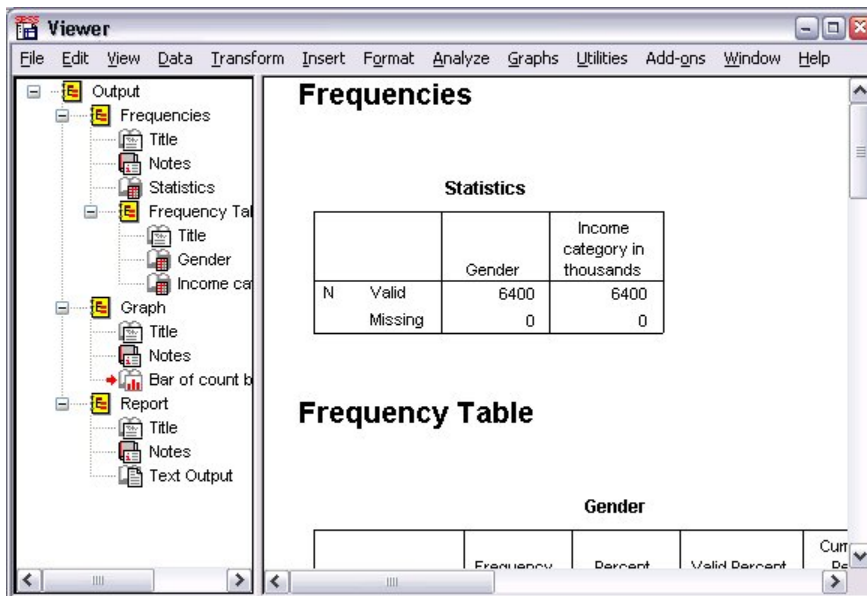 SPSS Viewer
File Edit View Data Transform Insert Format Analyze Graphs Utilities Add-ons Window Help
Output
Frequencies
Title
Notes
Statistics
Frequency Tal
Title
Gender
Income ca
Graph
Title
Notes
Bar of count b
Report
Title
Notes
Text Output
Frequencies
Statistics
Gender Income category in thousands
N Valid 6400 6400
Missing 0 0
Frequency Table
Gender
Frequency Percent Valid Percent